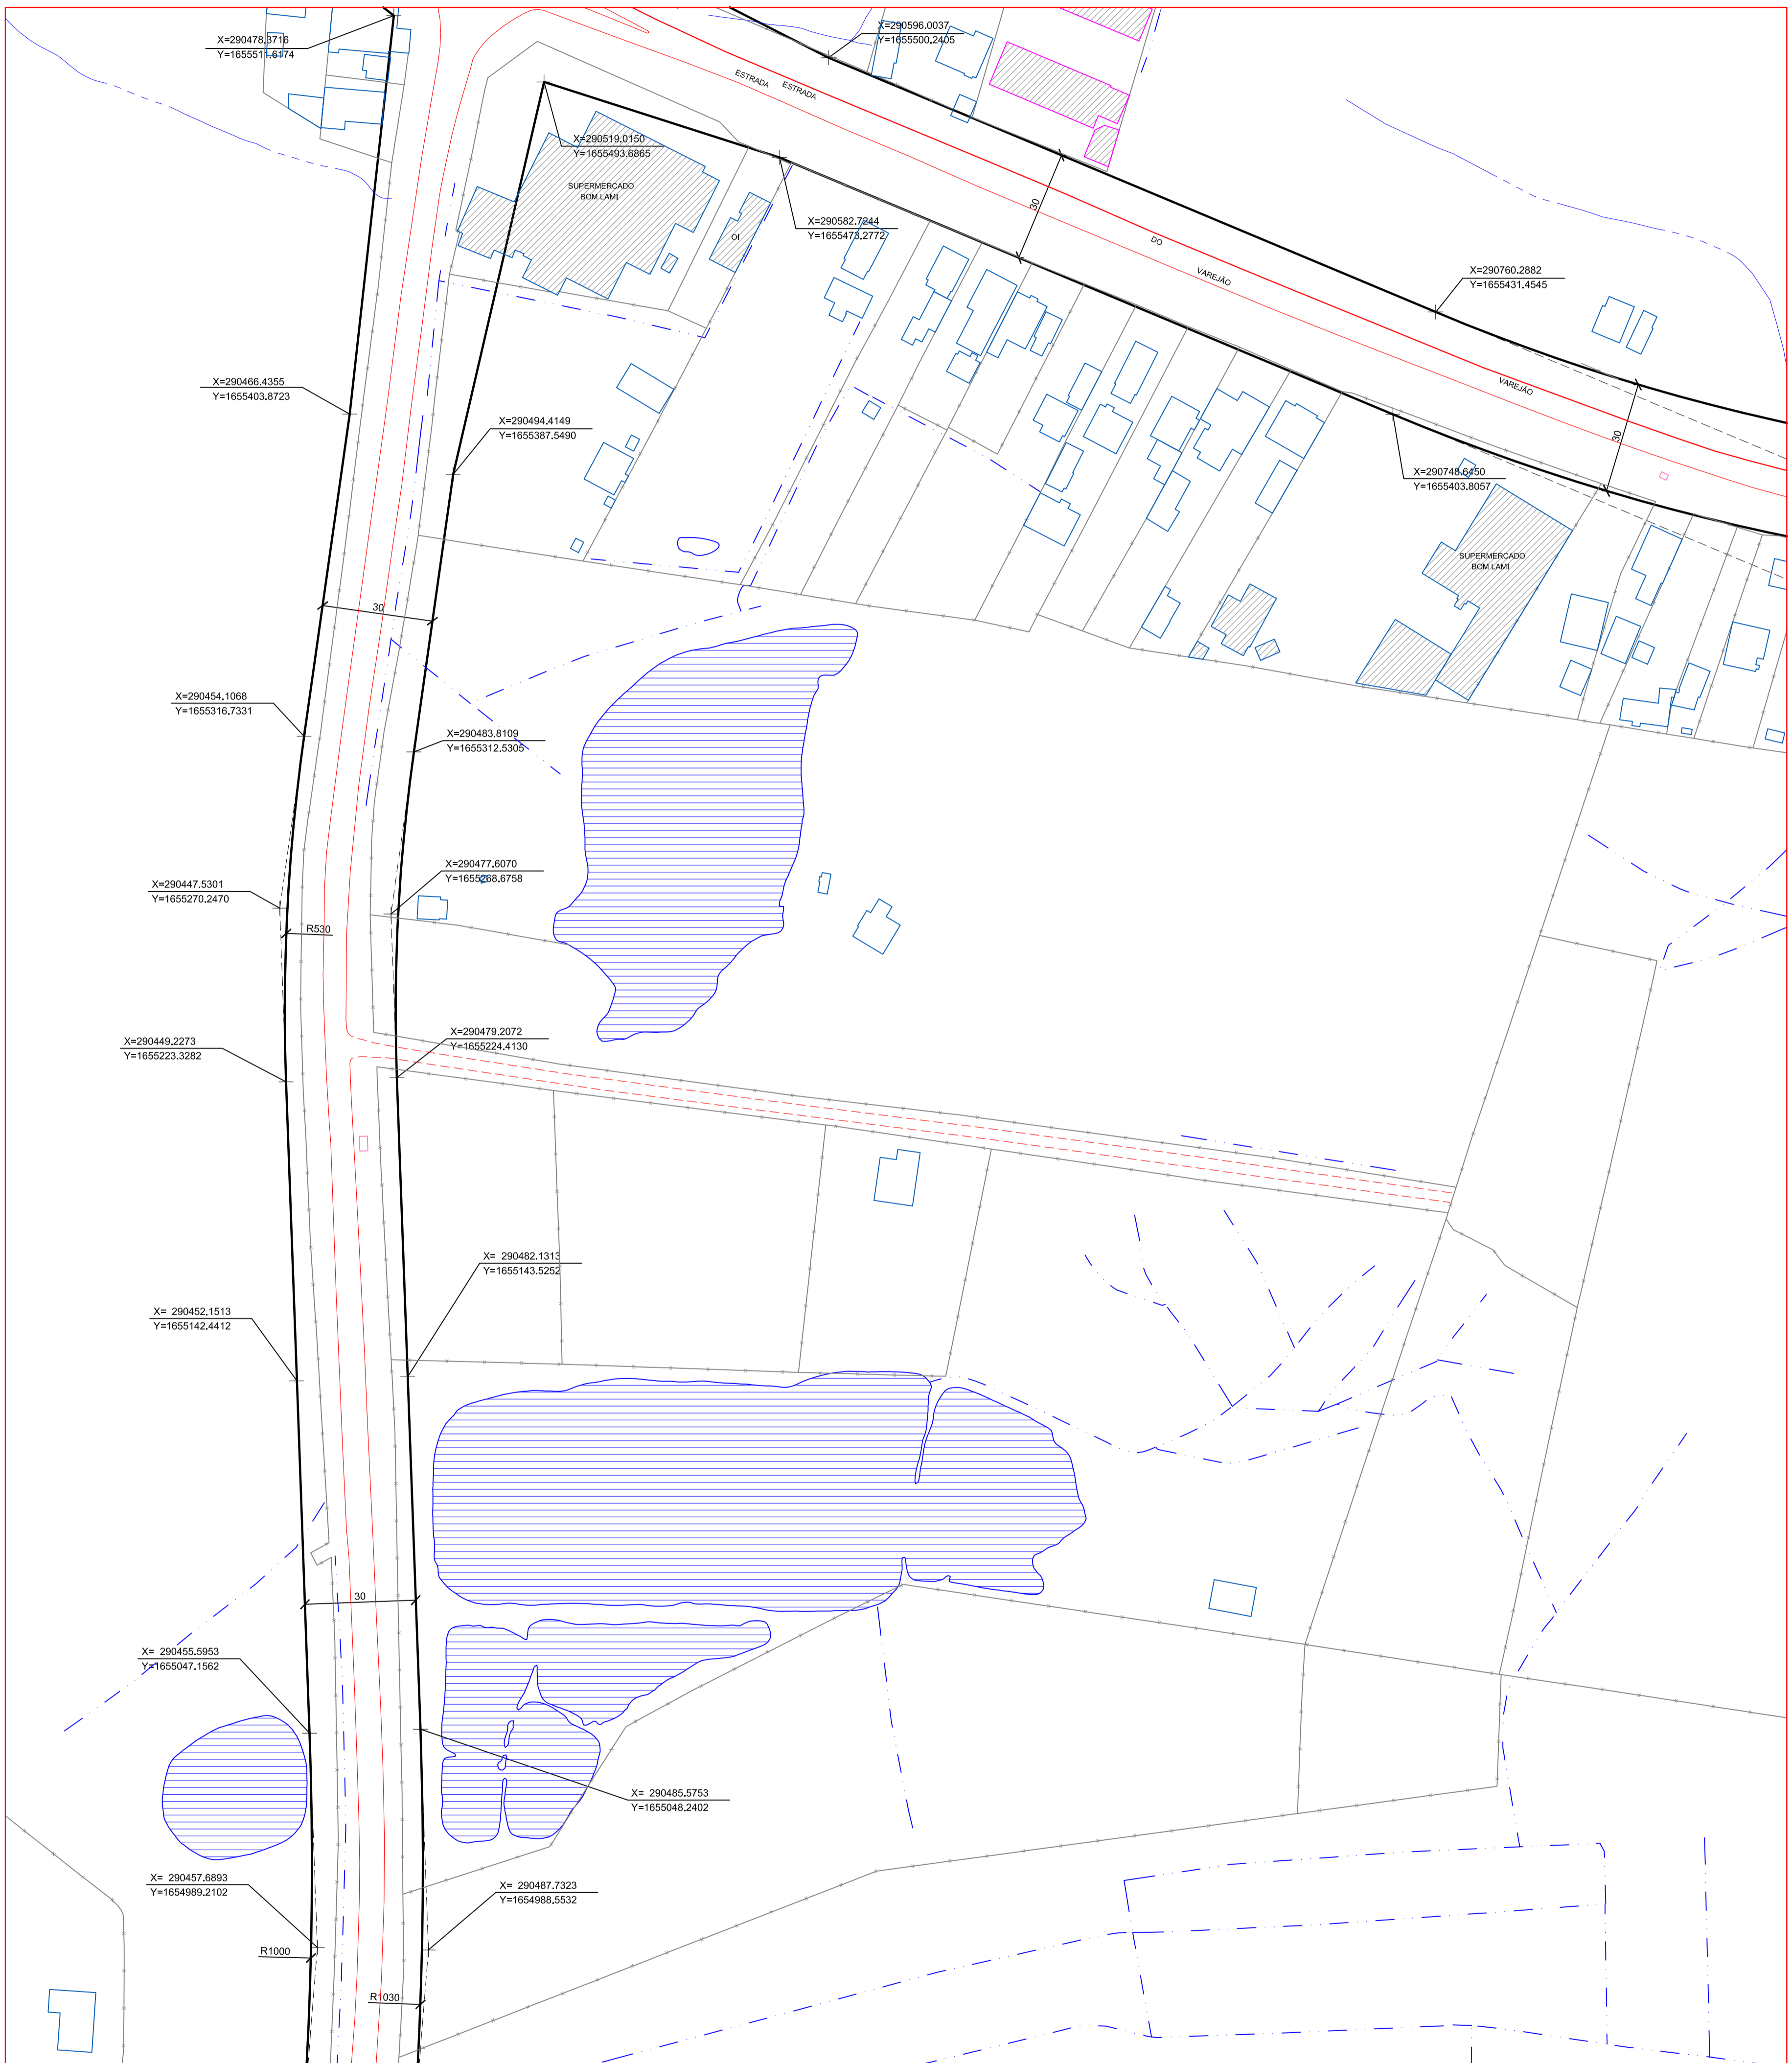 X=290478.3716
Y=1655511.6174
X=290596.0037
Y=1655500.2405
ESTRADA
ESTRADA
X=290519.0150
Y=1655493.6865
SUPERMERCADO
BOM LAMI
OI
X=290582.7244
Y=1655473.2772
30
DO
VAREJÃO
X=290760.2882
Y=1655431.4545
X=290466.4355
Y=1655403.8723
VAREJÃO
X=290494.4149
Y=1655387.5490
30
X=290748.6450
Y=1655403.8057
SUPERMERCADO
BOM LAMI
30
X=290454.1068
Y=1655316.7331
X=290483.8109
Y=1655312.5305
X=290477.6070
Y=1655268.6758
X=290447.5301
Y=1655270.2470
R530
X=290449.2273
Y=1655223.3282
X=290479.2072
Y=1655224.4130
X= 290482.1313
Y=1655143.5252
X= 290452.1513
Y=1655142.4412
30
X= 290455.5953
Y=1655047.1562
X= 290485.5753
Y=1655048.2402
X= 290457.6893
Y=1654989.2102
X= 290487.7323
Y=1654988.5532
R1000
R1030